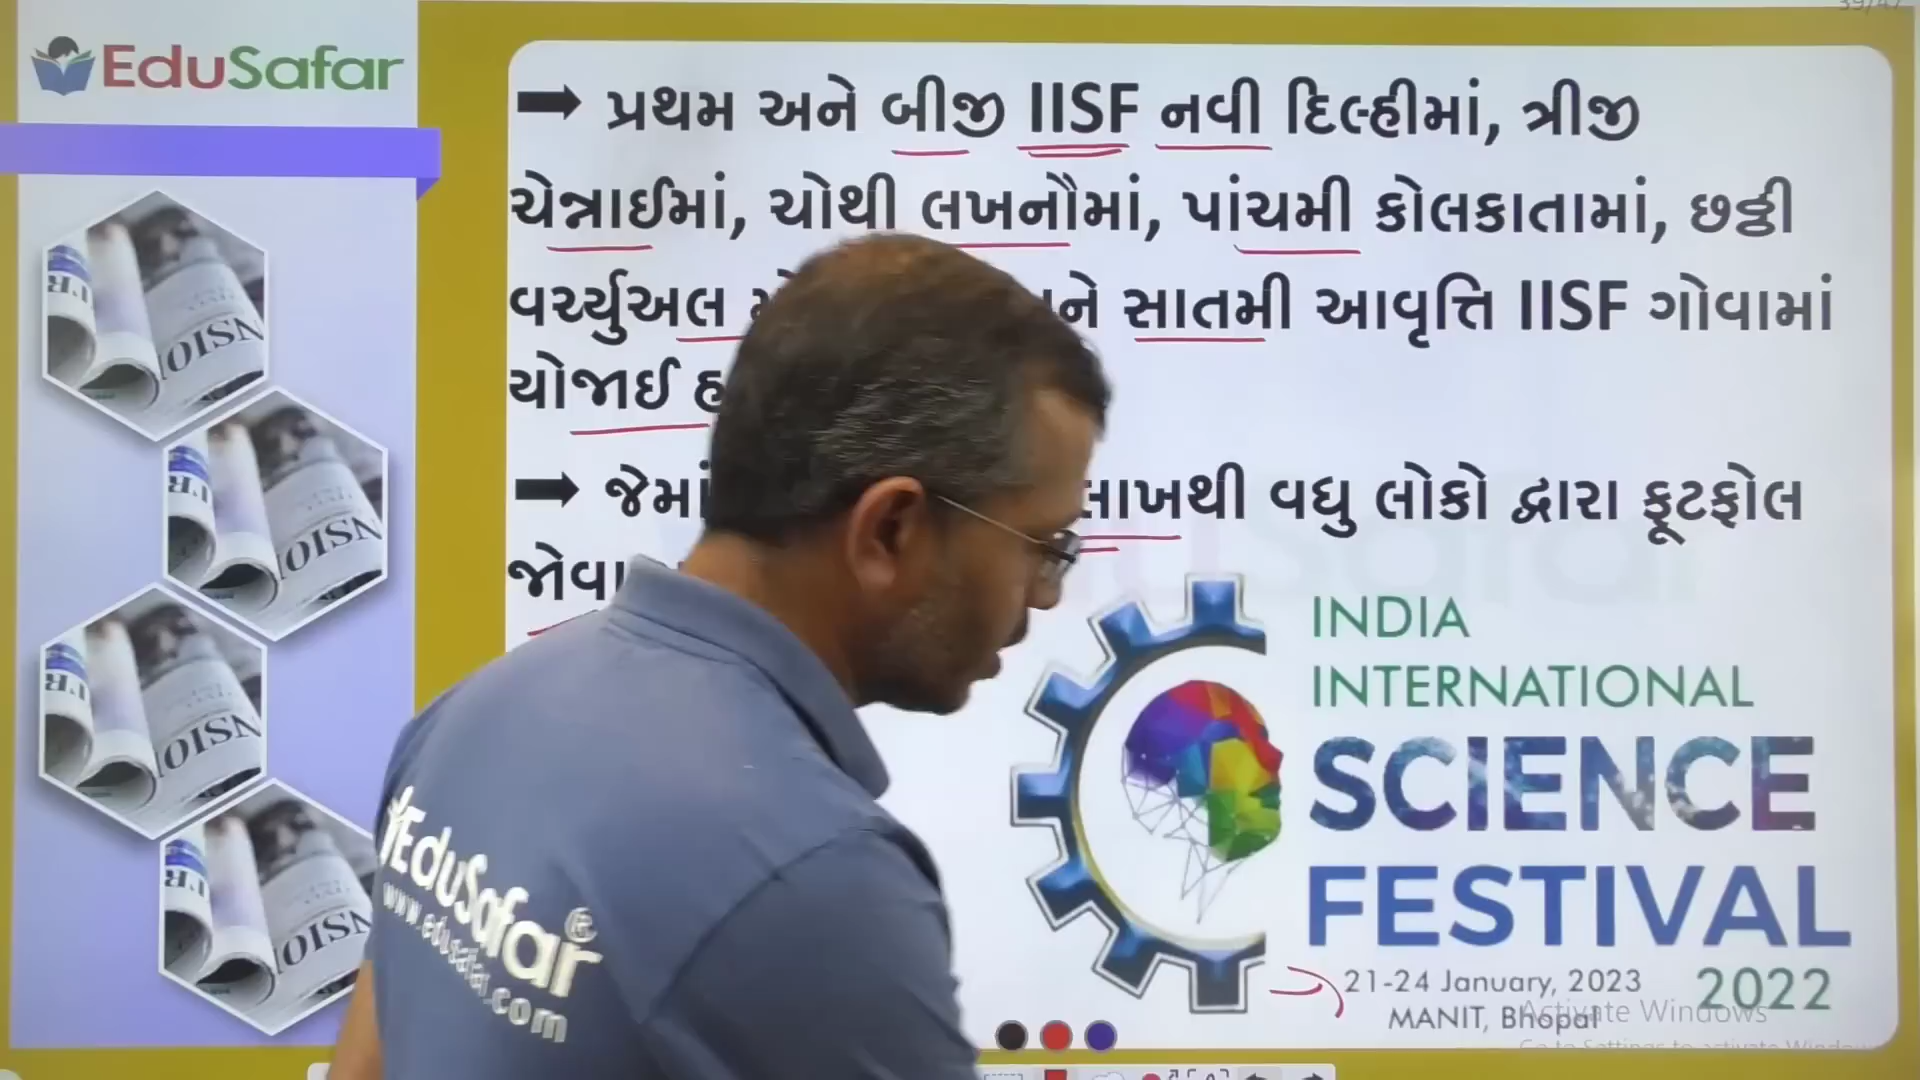 EduSafar
➡ પ્રથમ અને બીજી IISF નવી દિલ્હીમાં, ત્રીજી
ચેન્નાઈમાં, ચોથી લખનૌમાં, પાંચમી કોલકાતામાં, છઠ્ઠી
વર્ચ્યુઅલ સાતમી આવૃત્તિ IISF ગોવામાં
યોજાઈ
➡ લાખથી વધુ લોકો દ્વારા ફૂટફોલ
INDIA
INTERNATIONAL
SCIENCE
FESTIVAL
21-24 January, 2023 2022
MANIT, Bhopal
Activate Windows
EduSafar®
www.edusafar.com